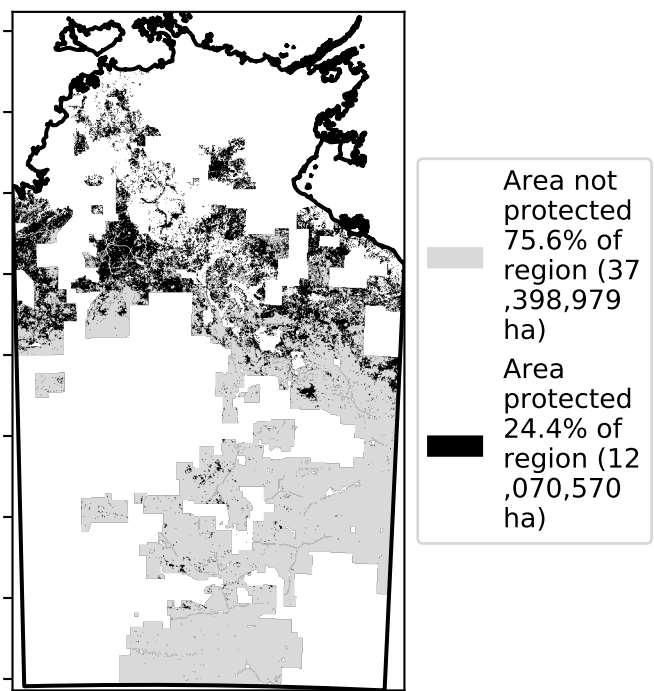 Area not
protected
75.6% of
region (37
,398,979
ha)
Area
protected
24.4% of
region (12
,070,570
ha)